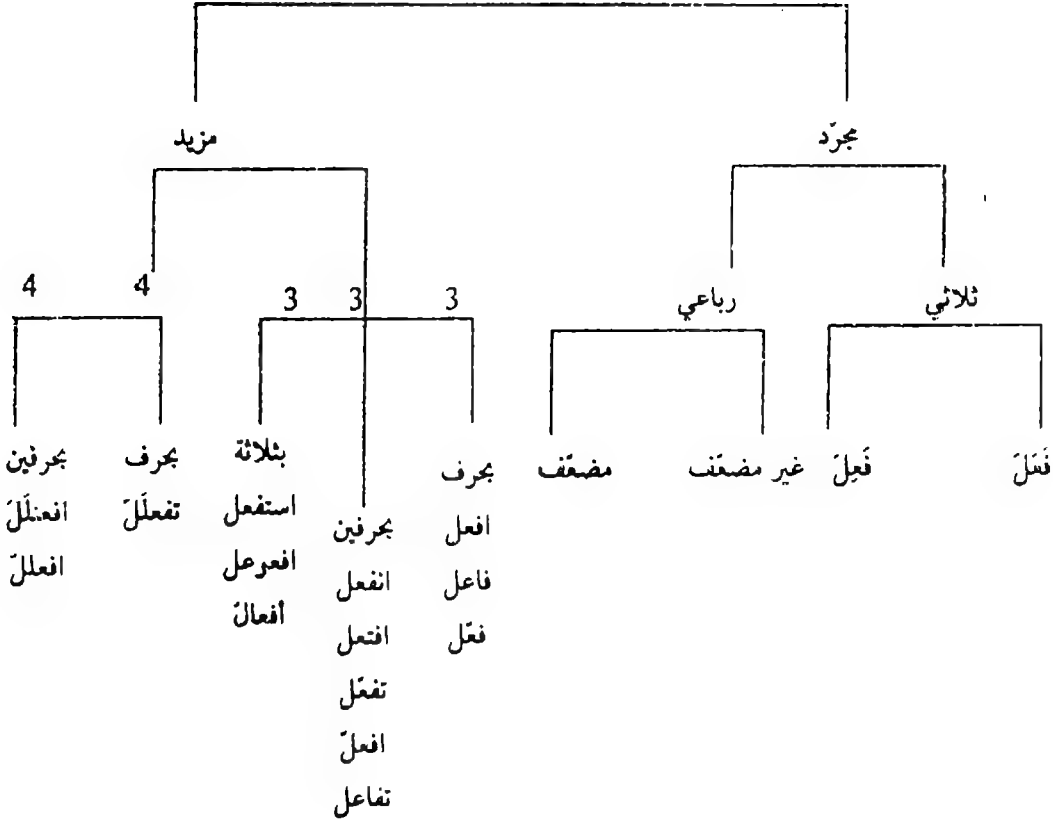 مجرّد
مزيد
ثلاثي
رباعي
3
3
3
4
4
فَعَلَ
فَعِلَ
غير مضعّف
مضعّف
بحرف
افعل
فاعل
فعّل
بحرفين
انفعل
افتعل
تفعّل
افعلّ
تفاعل
بثلاثة
استفعل
افعوعل
أفعالّ
بحرف
تفعلَلَ
بحرفين
افعنلَلَ
افعللّ